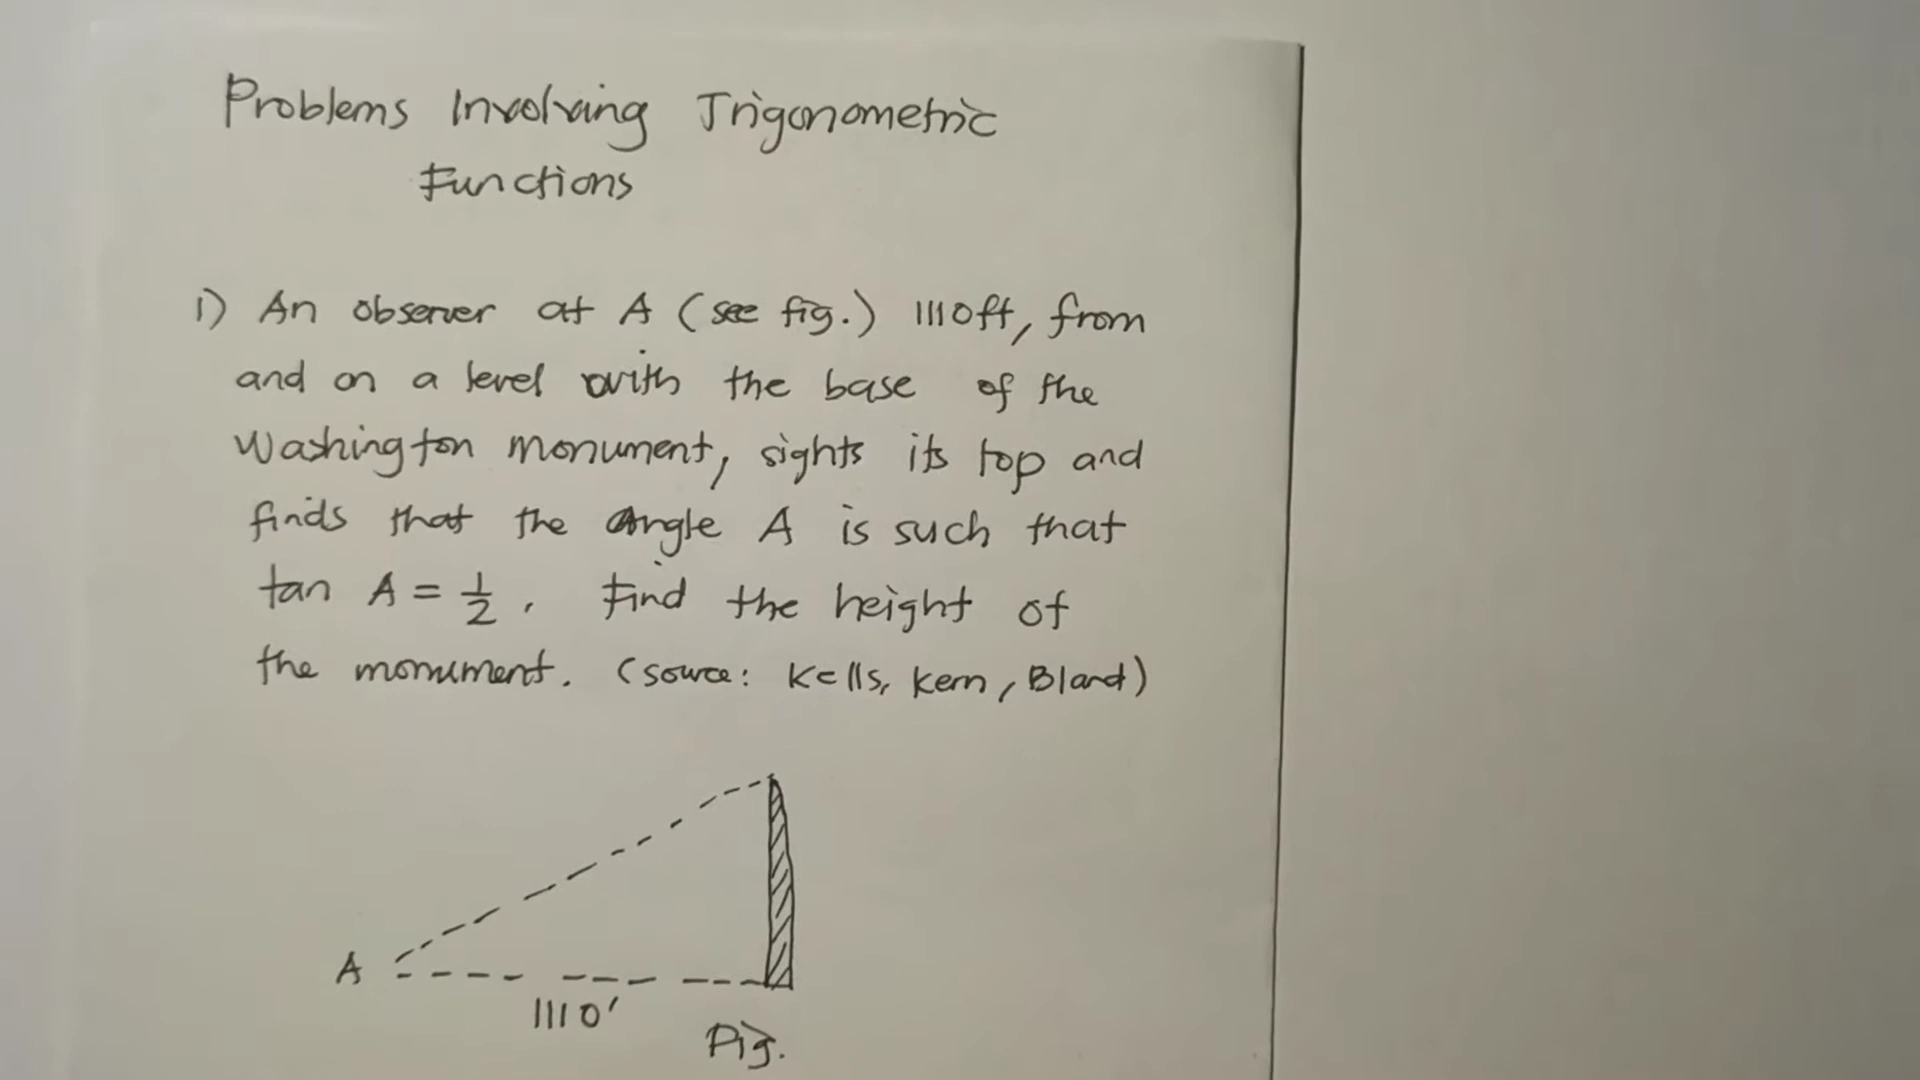 Problems Involving Trigonometric
Functions
1) An observer at A (see fig.) 1110ft, from
and on a level with the base of the
Washington monument, sights its top and
finds that the angle A is such that
tan A = 1/2. Find the height of
the monument. (source: Kells, Kern, Bland)
A
1110'
Fig.